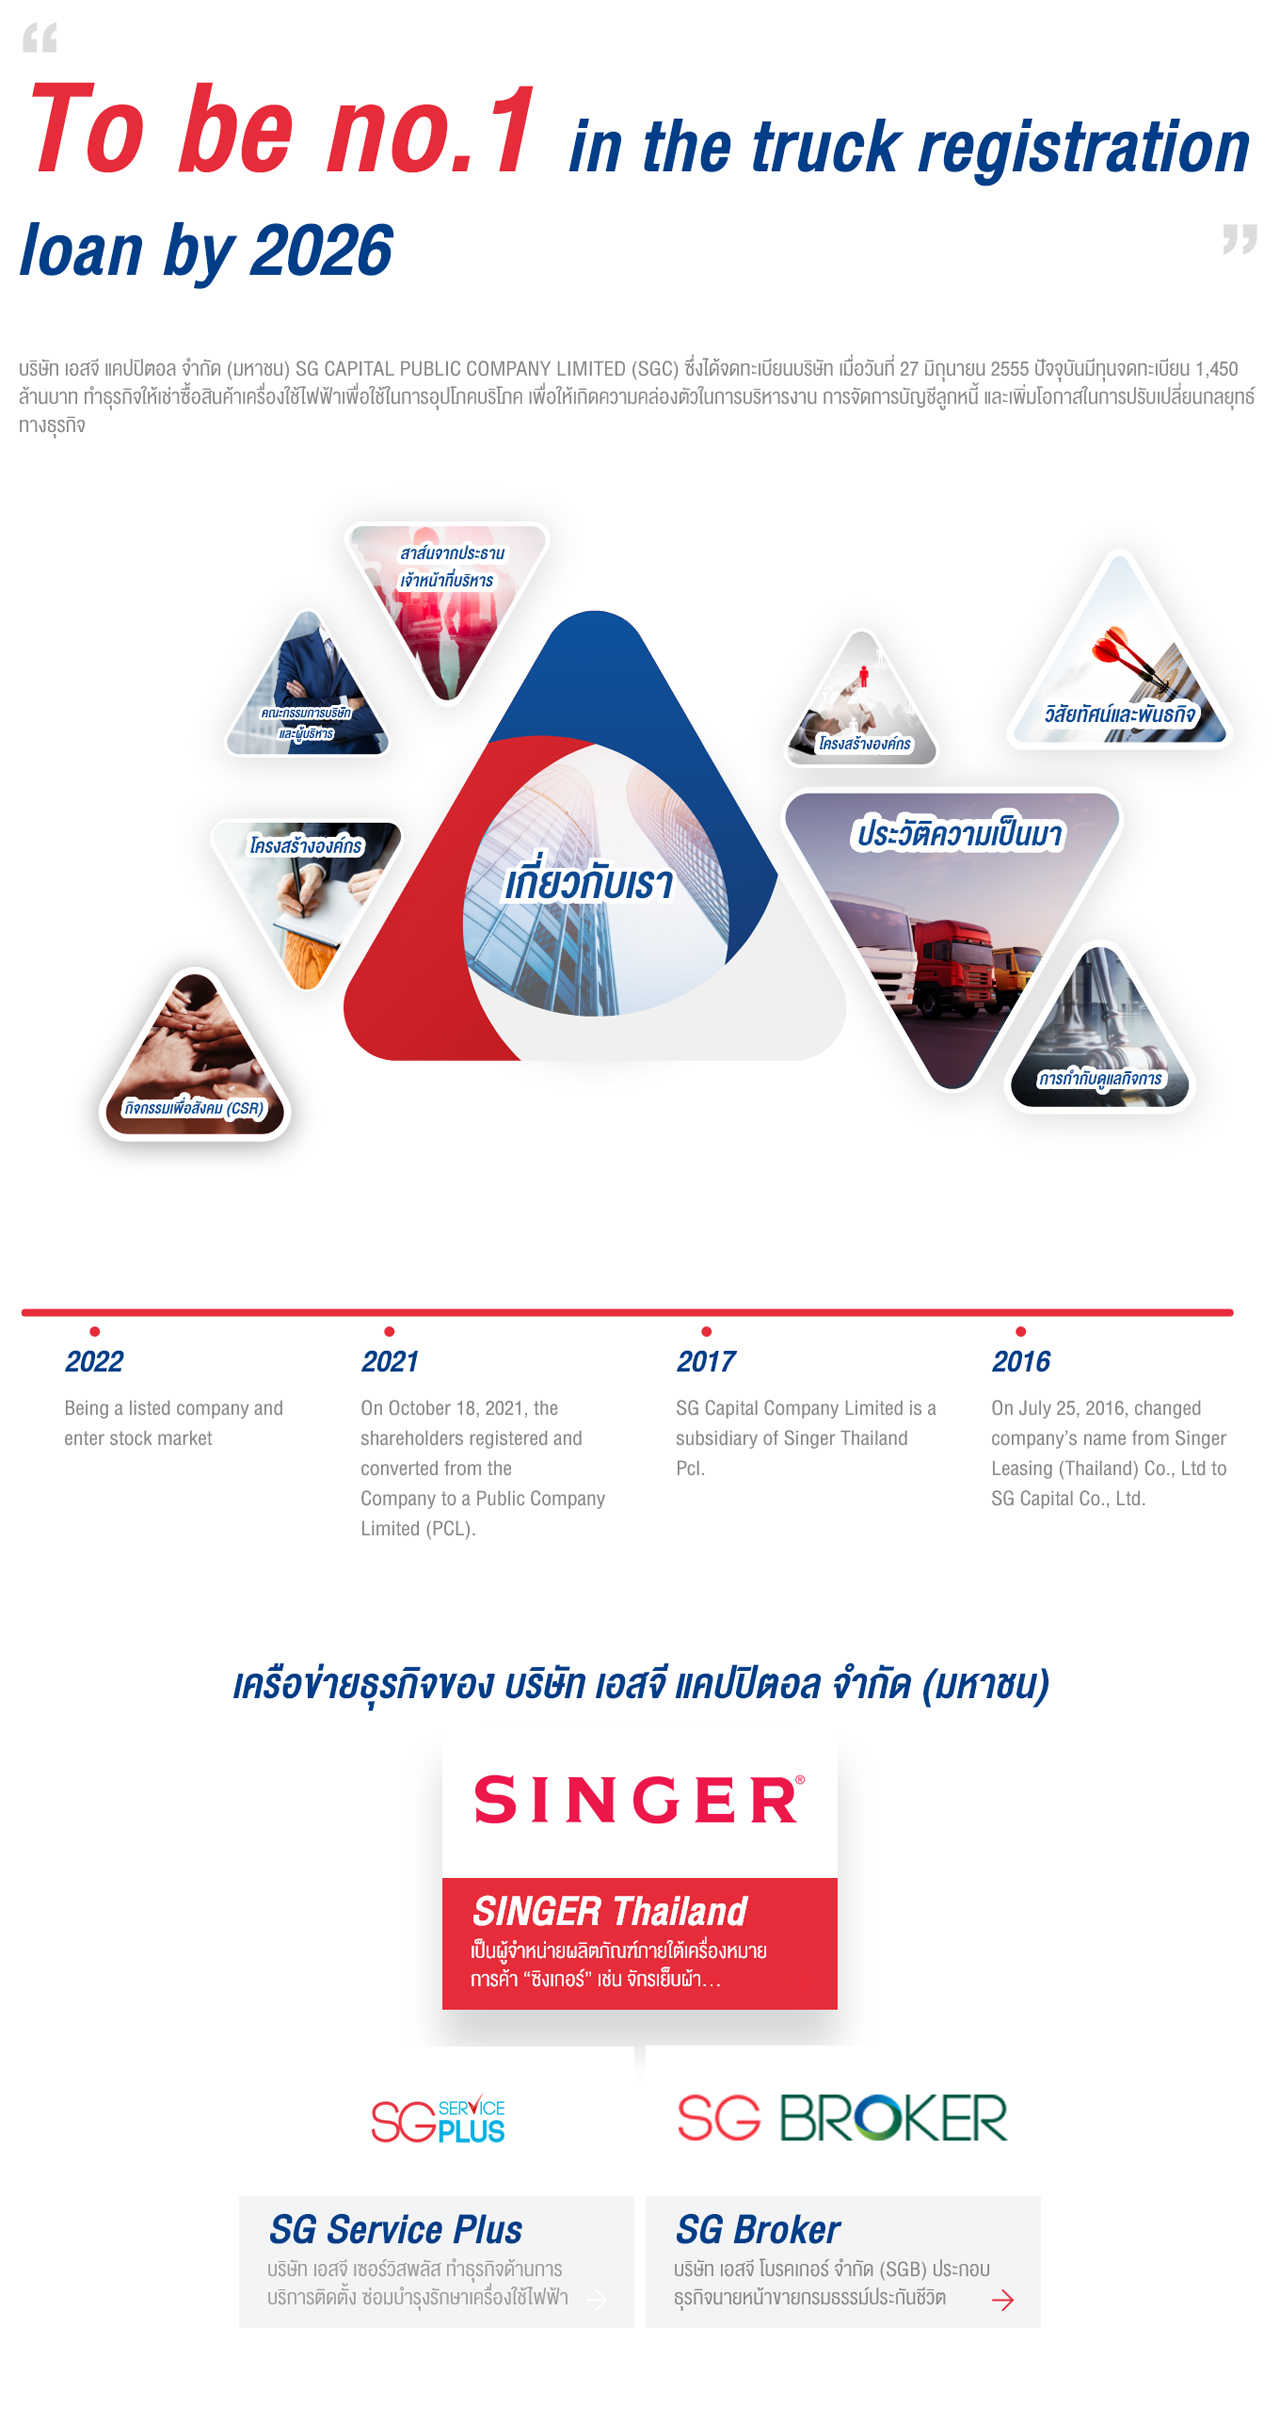 “
To be no.1 in the truck registration
loan by 2026
”
บริษัท เอสจี แคปปิตอล จำกัด (มหาชน) SG CAPITAL PUBLIC COMPANY LIMITED (SGC) ซึ่งได้จดทะเบียนบริษัท เมื่อวันที่ 27 มิถุนายน 2555 ปัจจุบันมีทุนจดทะเบียน 1,450
ล้านบาท ทำธุรกิจให้เช่าซื้อสินค้าเครื่องใช้ไฟฟ้าเพื่อใช้ในการอุปโภคบริโภค เพื่อให้เกิดความคล่องตัวในการบริหารงาน การจัดการบัญชีลูกหนี้ และเพิ่มโอกาสในการปรับเปลี่ยนกลยุทธ์
ทางธุรกิจ
สาส์นจากประธาน
เจ้าหน้าที่บริหาร
คณะกรรมการบริษัท
และผู้บริหาร
โครงสร้างองค์กร
วิสัยทัศน์และพันธกิจ
โครงสร้างองค์กร
เกี่ยวกับเรา
ประวัติความเป็นมา
กิจกรรมเพื่อสังคม (CSR)
การกำกับดูแลกิจการ
2022
Being a listed company and
enter stock market
2021
On October 18, 2021, the
shareholders registered and
converted from the
Company to a Public Company
Limited (PCL).
2017
SG Capital Company Limited is a
subsidiary of Singer Thailand
Pcl.
2016
On July 25, 2016, changed
company’s name from Singer
Leasing (Thailand) Co., Ltd to
SG Capital Co., Ltd.
เครือข่ายธุรกิจของ บริษัท เอสจี แคปปิตอล จำกัด (มหาชน)
SINGER®
SINGER Thailand
เป็นผู้จำหน่ายผลิตภัณฑ์ภายใต้เครื่องหมาย
การค้า “ซิงเกอร์” เช่น จักรเย็บผ้า…
SG SERVICE PLUS
SG BROKER
SG Service Plus
บริษัท เอสจี เซอร์วิสพลัส ทำธุรกิจด้านการ
บริการติดตั้ง ซ่อมบำรุงรักษาเครื่องใช้ไฟฟ้า
SG Broker
บริษัท เอสจี โบรคเกอร์ จำกัด (SGB) ประกอบ
ธุรกิจนายหน้าขายกรมธรรม์ประกันชีวิต